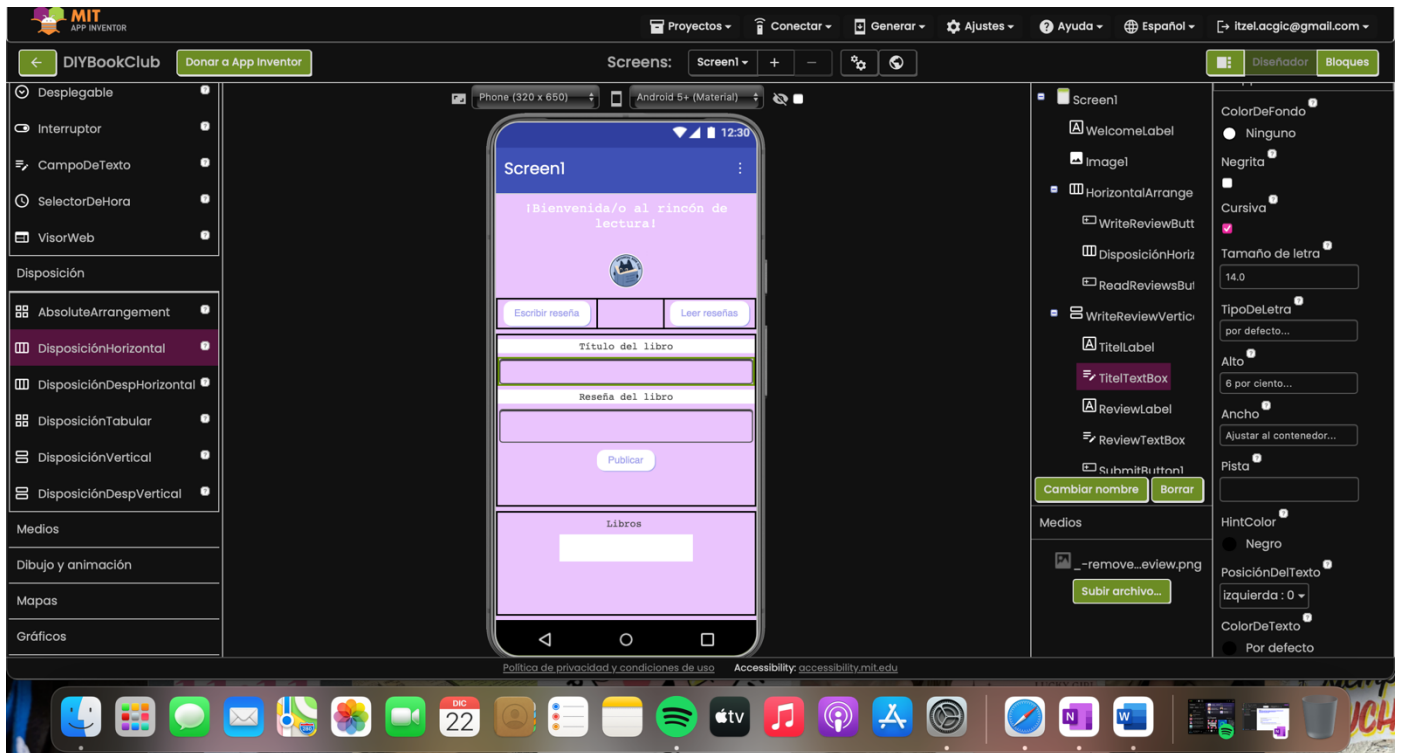 MIT
APP INVENTOR
Proyectos
Conectar
Generar
Ajustes
Ayuda
Español
itzel.acgic@gmail.com
DIYBookClub
Donar a App Inventor
Screens:
Screen1
+
−
Diseñador
Bloques
Desplegable
Interruptor
CampoDeTexto
SelectorDeHora
VisorWeb
Disposición
AbsoluteArrangement
DisposiciónHorizontal
DisposiciónDespHorizontal
DisposiciónTabular
DisposiciónVertical
DisposiciónDespVertical
Medios
Dibujo y animación
Mapas
Gráficos
Phone (320 x 650)
Android 5+ (Material)
12:30
Screen1
¡Bienvenida/o al rincón de
lectura!
Escribir reseña
Leer reseñas
Título del libro
Reseña del libro
Publicar
Libros
Screen1
WelcomeLabel
Image1
HorizontalArrange
WriteReviewButt
DisposiciónHoriz
ReadReviewsBut
WriteReviewVertic
TitelLabel
TitelTextBox
ReviewLabel
ReviewTextBox
SubmitButton1
Cambiar nombre
Borrar
Medios
_-remove...eview.png
Subir archivo...
ColorDeFondo
Ninguno
Negrita
Cursiva
Tamaño de letra
14.0
TipoDeLetra
por defecto...
Alto
6 por ciento...
Ancho
Ajustar al contenedor...
Pista
HintColor
Negro
PosiciónDelTexto
izquierda : 0
ColorDeTexto
Por defecto
Política de privacidad y condiciones de uso
Accessibility: accessibility.mit.edu
DIC
22
tv